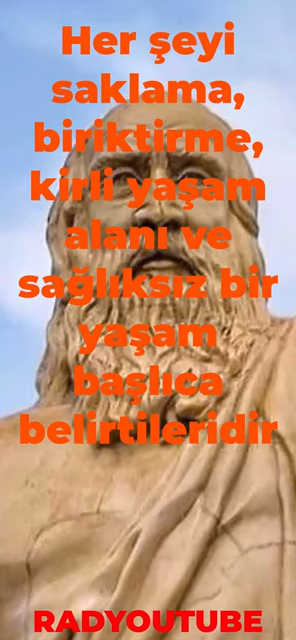 Her şeyi
saklama,
biriktirme,
kirli yaşam
alanı ve
sağlıksız bir
yaşam
başlıca
belirtileridir
RADYOUTUBE